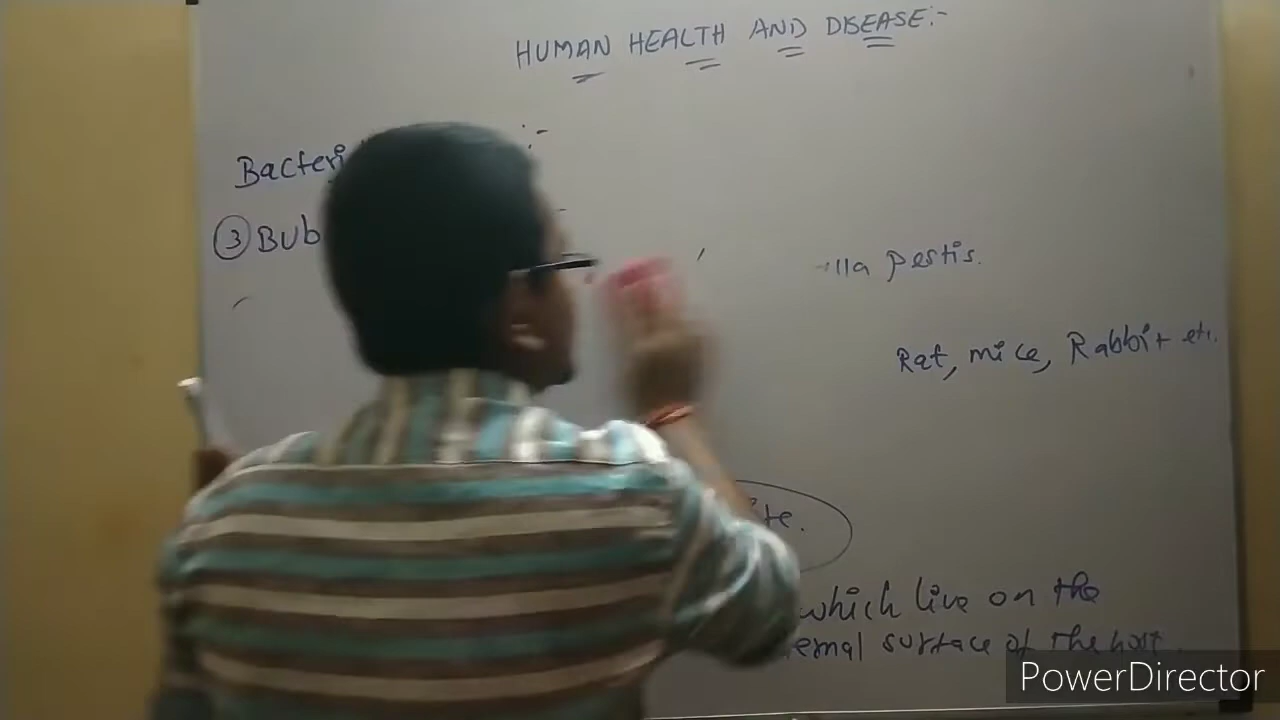 HUMAN HEALTH AND DISEASE:-
Bacteri
③ Bub
lla pestis.
Rat, mice, Rabbit etc.
te.
which live on the
ernal surface of the host.
PowerDirector